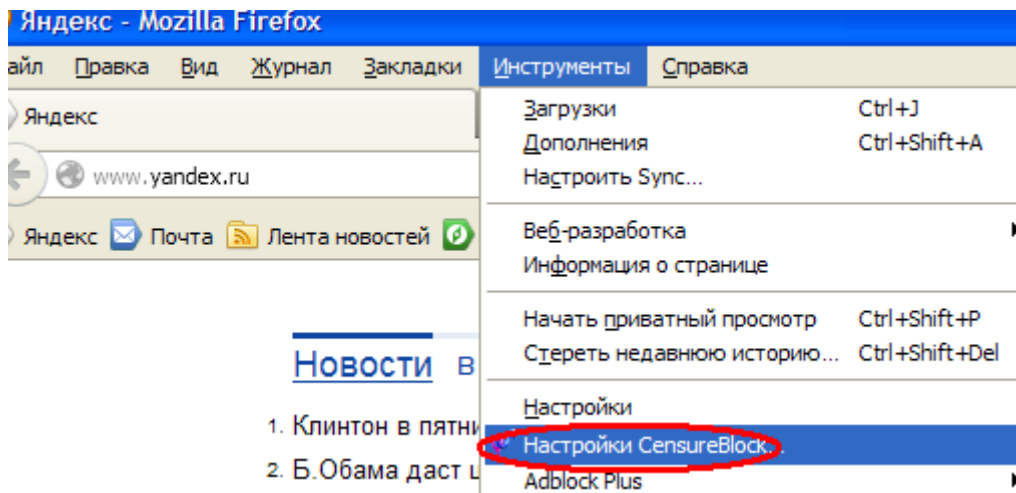 Яндекс - Mozilla Firefox
айл Правка Вид Журнал Закладки Инструменты Справка
Яндекс
www.yandex.ru
Яндекс Почта Лента новостей
Загрузки Ctrl+J
Дополнения Ctrl+Shift+A
Настроить Sync...
Веб-разработка
Информация о странице
Начать приватный просмотр Ctrl+Shift+P
Стереть недавнюю историю... Ctrl+Shift+Del
Настройки
Настройки CensureBlock...
Adblock Plus
Новости в
1. Клинтон в пятни
2. Б.Обама даст ц